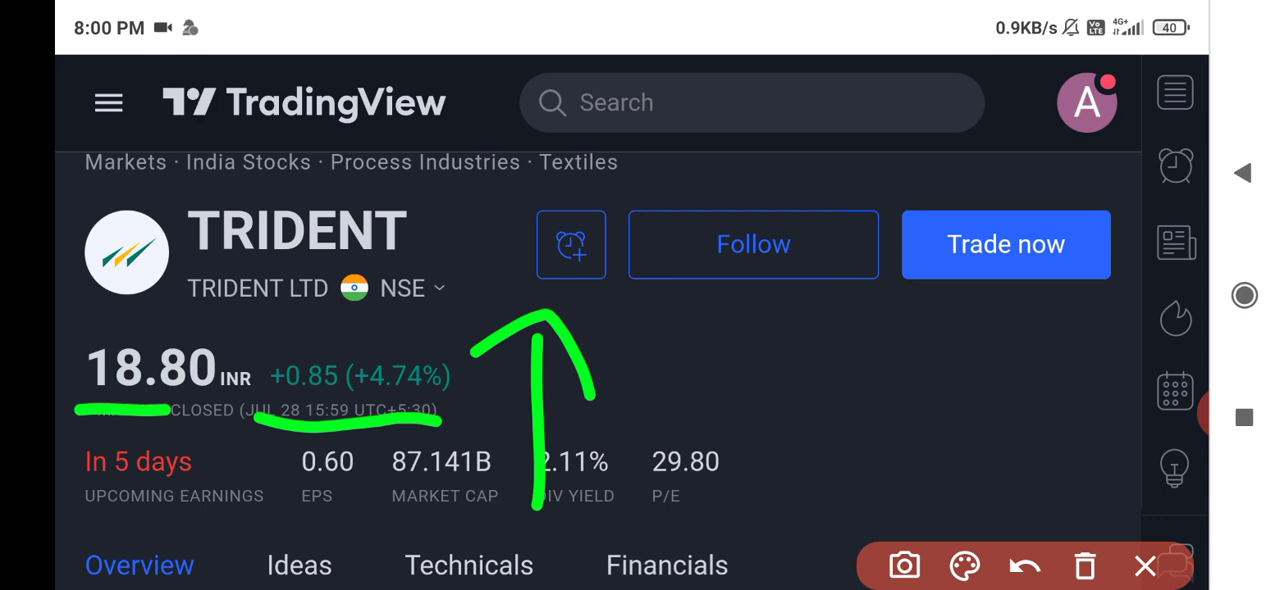 8:00 PM
0.9KB/s Vo LTE 4G+ 40
TradingView
Search
A
Markets · India Stocks · Process Industries · Textiles
TRIDENT
TRIDENT LTD NSE
Follow
Trade now
18.80 INR +0.85 (+4.74%)
CLOSED (JUL 28 15:59 UTC+5:30)
In 5 days
UPCOMING EARNINGS
0.60
EPS
87.141B
MARKET CAP
2.11%
DIV YIELD
29.80
P/E
Overview Ideas Technicals Financials